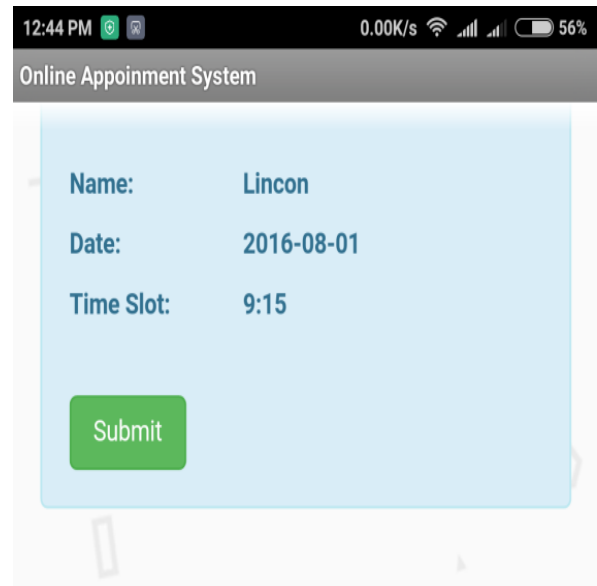 12:44 PM 0.00K/s 56%
Online Appoinment System
Name: Lincon
Date: 2016-08-01
Time Slot: 9:15
Submit